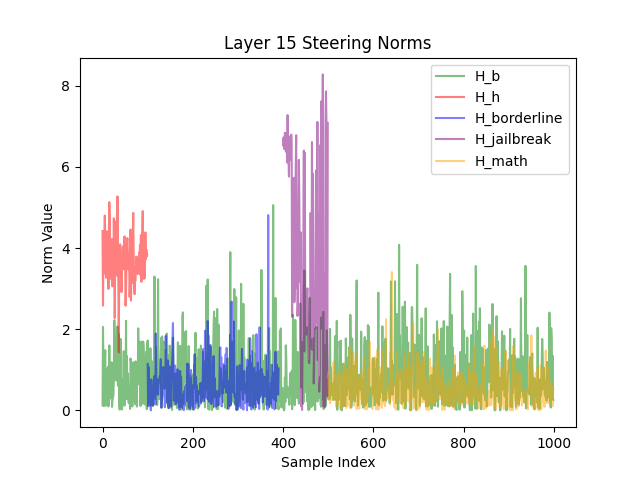 Layer 15 Steering Norms
H_b
H_h
H_borderline
H_jailbreak
H_math
Norm Value
8
6
4
2
0
0 200 400 600 800 1000
Sample Index